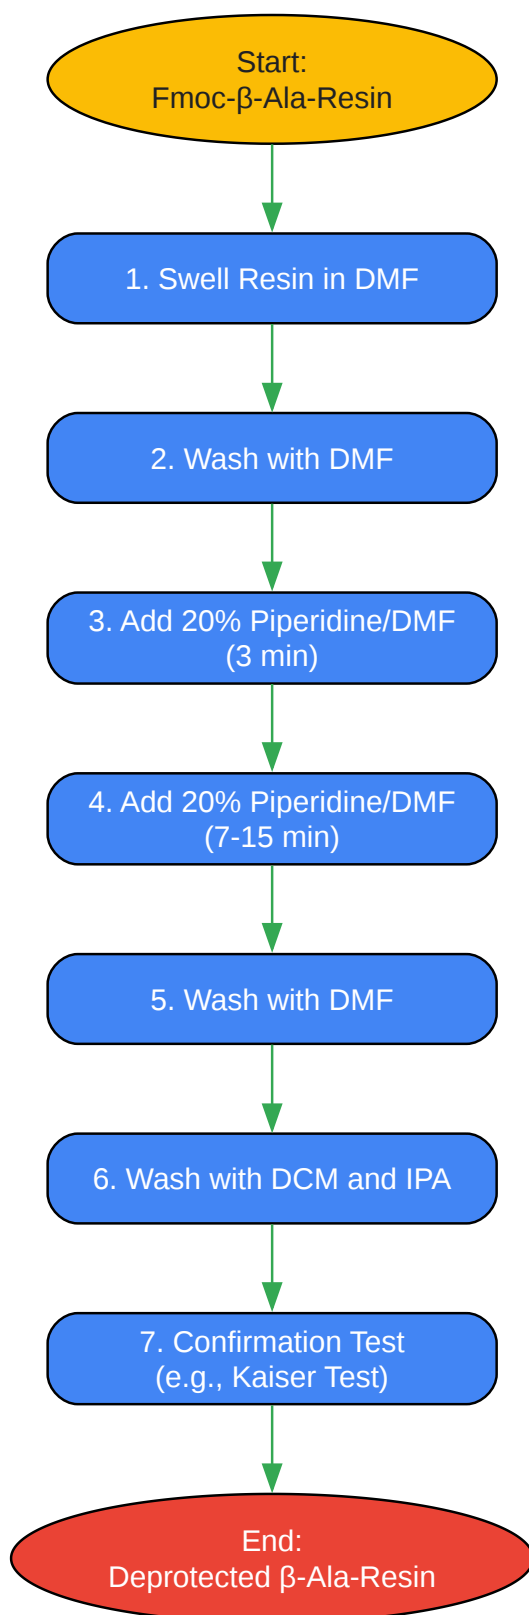 Start:
Fmoc-β-Ala-Resin
1. Swell Resin in DMF
2. Wash with DMF
3. Add 20% Piperidine/DMF
(3 min)
4. Add 20% Piperidine/DMF
(7-15 min)
5. Wash with DMF
6. Wash with DCM and IPA
7. Confirmation Test
(e.g., Kaiser Test)
End:
Deprotected β-Ala-Resin